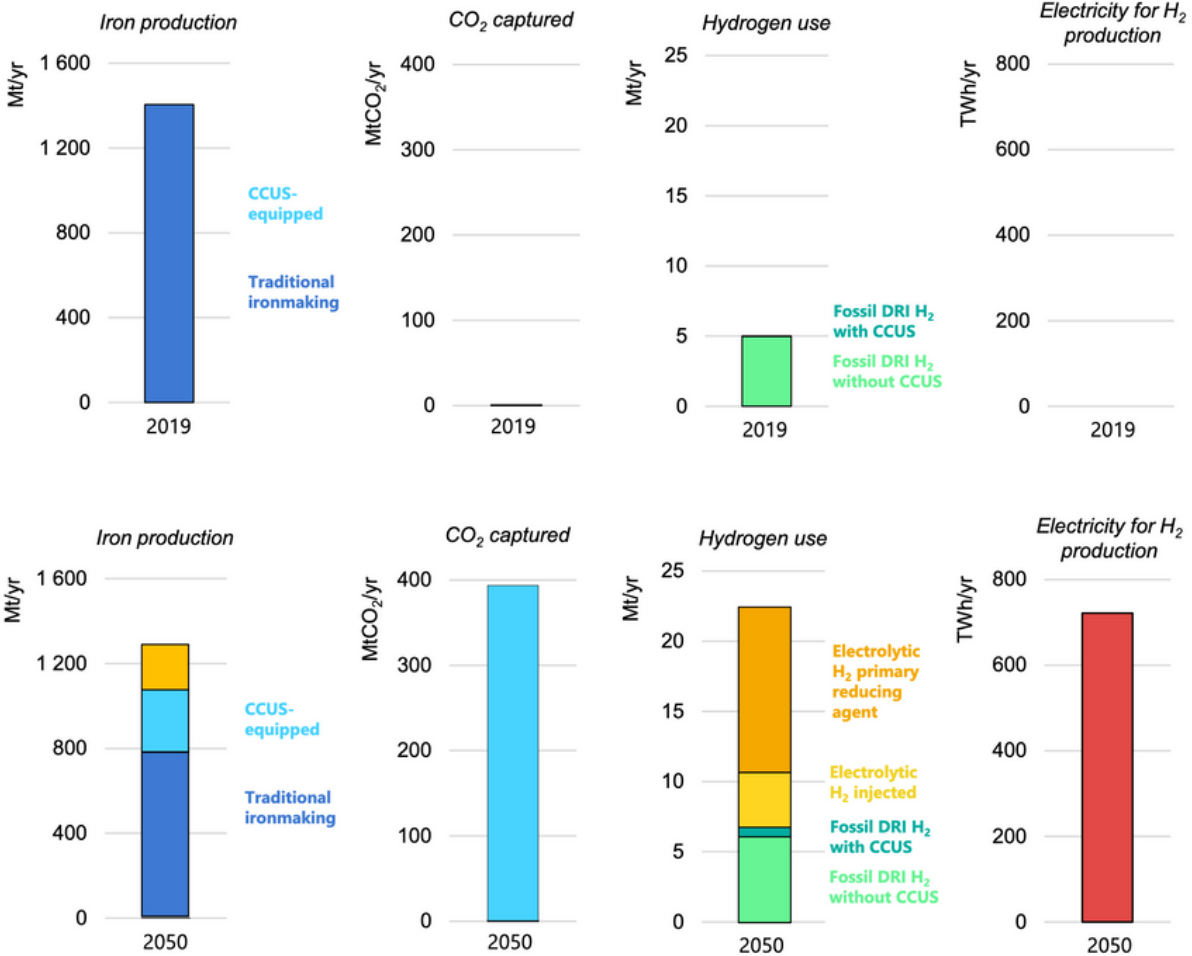 Iron production
Mt/yr
1 600
1 200
800
400
0
2019
CCUS-
equipped
Traditional
ironmaking
CO₂ captured
MtCO₂/yr
400
300
200
100
0
2019
Hydrogen use
Mt/yr
25
20
15
10
5
0
2019
Fossil DRI H₂
with CCUS
Fossil DRI H₂
without CCUS
Electricity for H₂
production
TWh/yr
800
600
400
200
0
2019
Iron production
Mt/yr
1 600
1 200
800
400
0
2050
CCUS-
equipped
Traditional
ironmaking
CO₂ captured
MtCO₂/yr
400
300
200
100
0
2050
Hydrogen use
Mt/yr
25
20
15
10
5
0
2050
Electrolytic
H₂ primary
reducing
agent
Electrolytic
H₂ injected
Fossil DRI H₂
with CCUS
Fossil DRI H₂
without CCUS
Electricity for H₂
production
TWh/yr
800
600
400
200
0
2050